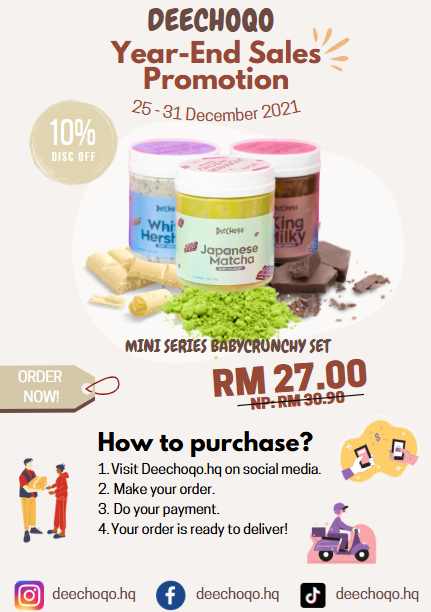 DEECHOQO
Year-End Sales
Promotion
25 - 31 December 2021
10%
DISC OFF
DeeChoqo
Japanese
Matcha
MINI SERIES BABYCRUNCHY SET
RM 27.00
NP: RM 30.90
ORDER
NOW!
How to purchase?
1. Visit Deechoqo.hq on social media.
2. Make your order.
3. Do your payment.
4. Your order is ready to deliver!
deechoqo.hq
deechoqo.hq
deechoqo.hq